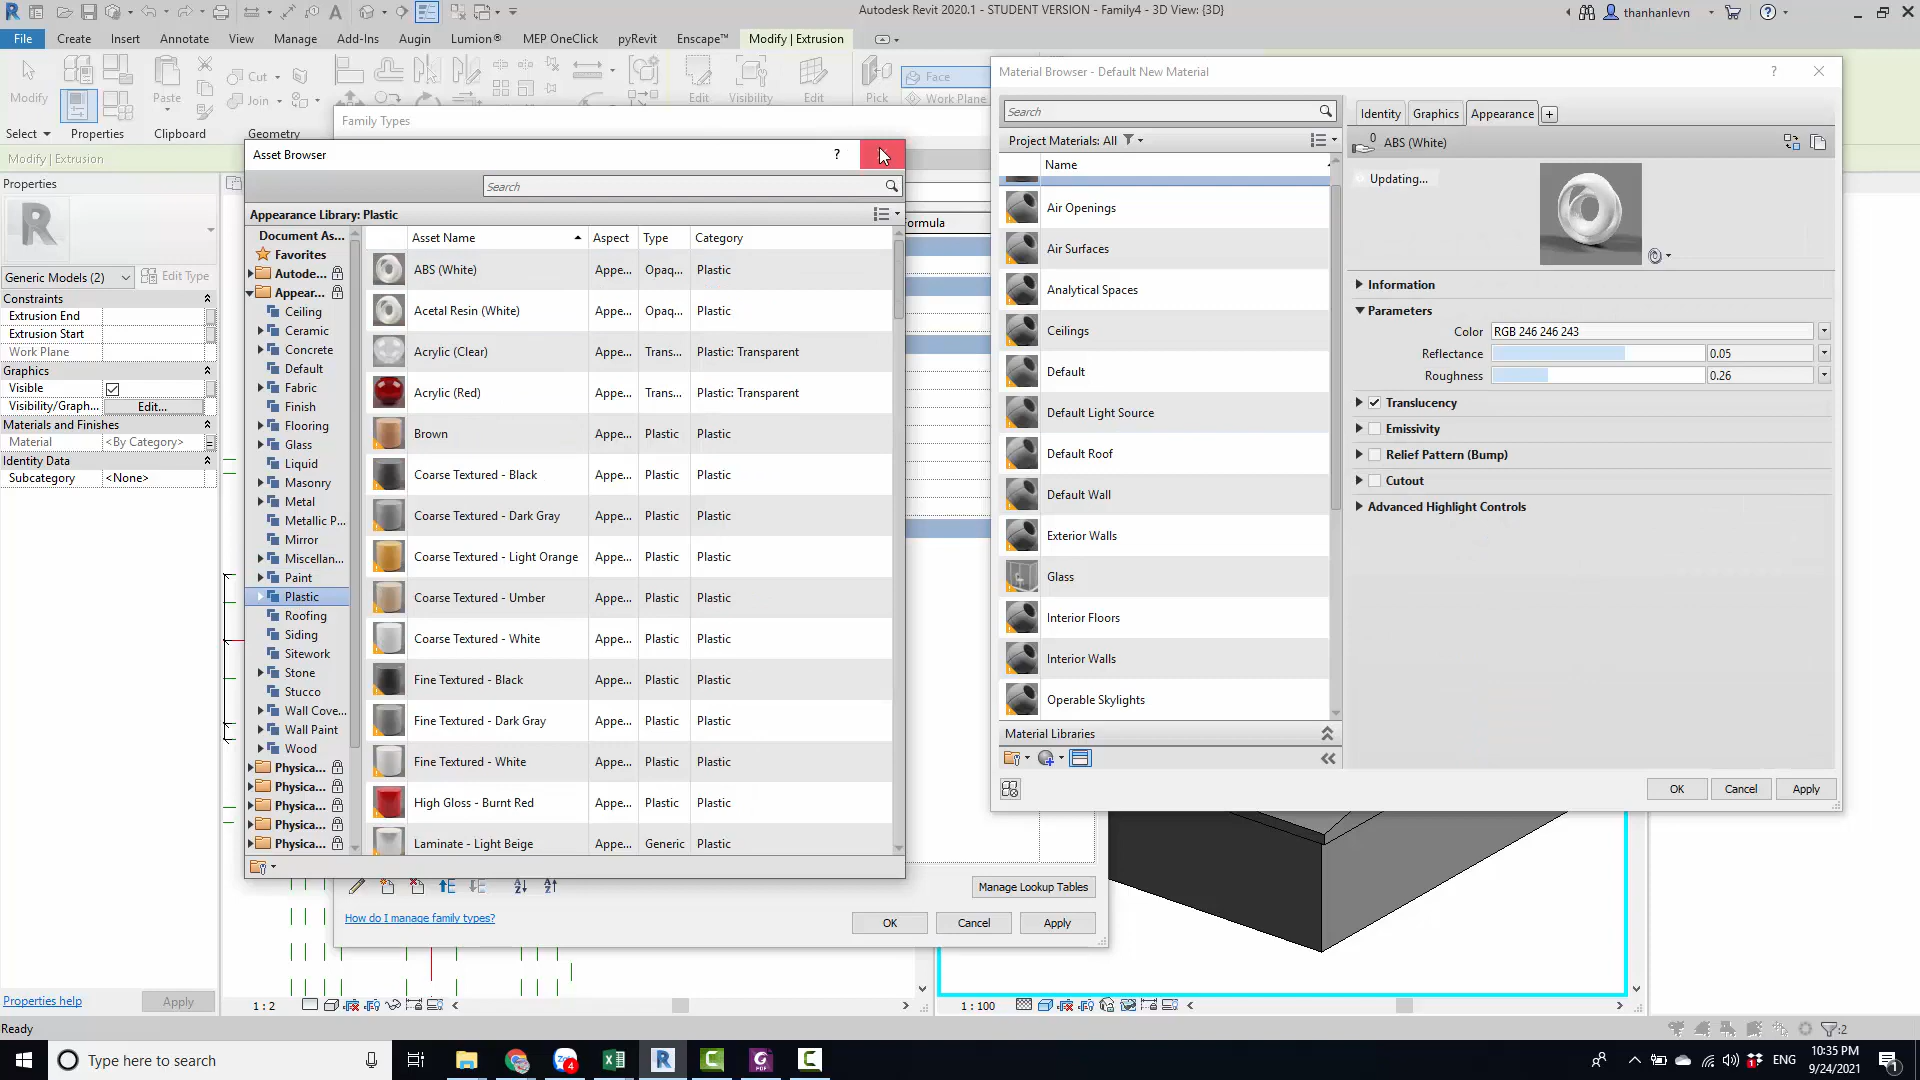 Autodesk Revit 2020.1 - STUDENT VERSION - Family4 - 3D View: {3D}
thanhanlevn
File
Create
Insert
Annotate
View
Manage
Add-Ins
Augin
Lumion®
MEP OneClick
pyRevit
Enscape™
Modify | Extrusion
Modify
Paste
Cut
Join
Edit
Visibility
Edit
Pick
Face
Work Plane
Select
Properties
Clipboard
Geometry
Modify | Extrusion
Properties
Generic Models (2)
Edit Type
Constraints
Extrusion End
Extrusion Start
Work Plane
Graphics
Visible
Visibility/Graph...
Edit...
Materials and Finishes
Material
<By Category>
Identity Data
Subcategory
<None>
Properties help
Apply
Family Types
Formula
Manage Lookup Tables
How do I manage family types?
OK
Cancel
Apply
Asset Browser
?
Search
Appearance Library: Plastic
Document As...
Favorites
Autode...
Appear...
Ceiling
Ceramic
Concrete
Default
Fabric
Finish
Flooring
Glass
Liquid
Masonry
Metal
Metallic P...
Mirror
Miscellan...
Paint
Plastic
Roofing
Siding
Sitework
Stone
Stucco
Wall Cove...
Wall Paint
Wood
Physica...
Physica...
Physica...
Physica...
Physica...
Asset Name Aspect Type Category
ABS (White) Appe... Opaq... Plastic
Acetal Resin (White) Appe... Opaq... Plastic
Acrylic (Clear) Appe... Trans... Plastic: Transparent
Acrylic (Red) Appe... Trans... Plastic: Transparent
Brown Appe... Plastic Plastic
Coarse Textured - Black Appe... Plastic Plastic
Coarse Textured - Dark Gray Appe... Plastic Plastic
Coarse Textured - Light Orange Appe... Plastic Plastic
Coarse Textured - Umber Appe... Plastic Plastic
Coarse Textured - White Appe... Plastic Plastic
Fine Textured - Black Appe... Plastic Plastic
Fine Textured - Dark Gray Appe... Plastic Plastic
Fine Textured - White Appe... Plastic Plastic
High Gloss - Burnt Red Appe... Plastic Plastic
Laminate - Light Beige Appe... Generic Plastic
Material Browser - Default New Material
?
Search
Project Materials: All
Name
Air Openings
Air Surfaces
Analytical Spaces
Ceilings
Default
Default Light Source
Default Roof
Default Wall
Exterior Walls
Glass
Interior Floors
Interior Walls
Operable Skylights
Material Libraries
Identity
Graphics
Appearance
0
ABS (White)
Updating...
Information
Parameters
Color RGB 246 246 243
Reflectance 0.05
Roughness 0.26
Translucency
Emissivity
Relief Pattern (Bump)
Cutout
Advanced Highlight Controls
OK
Cancel
Apply
1 : 2
1 : 100
Ready
:2
Type here to search
4
ENG
10:35 PM
9/24/2021
1